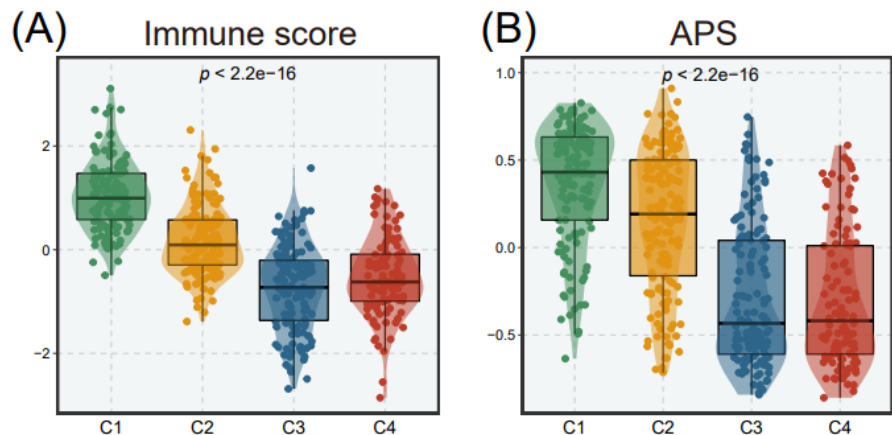 (A) Immune score
p < 2.2e-16
2
0
−2
C1 C2 C3 C4
(B) APS
p < 2.2e-16
1.0
0.5
0.0
−0.5
C1 C2 C3 C4